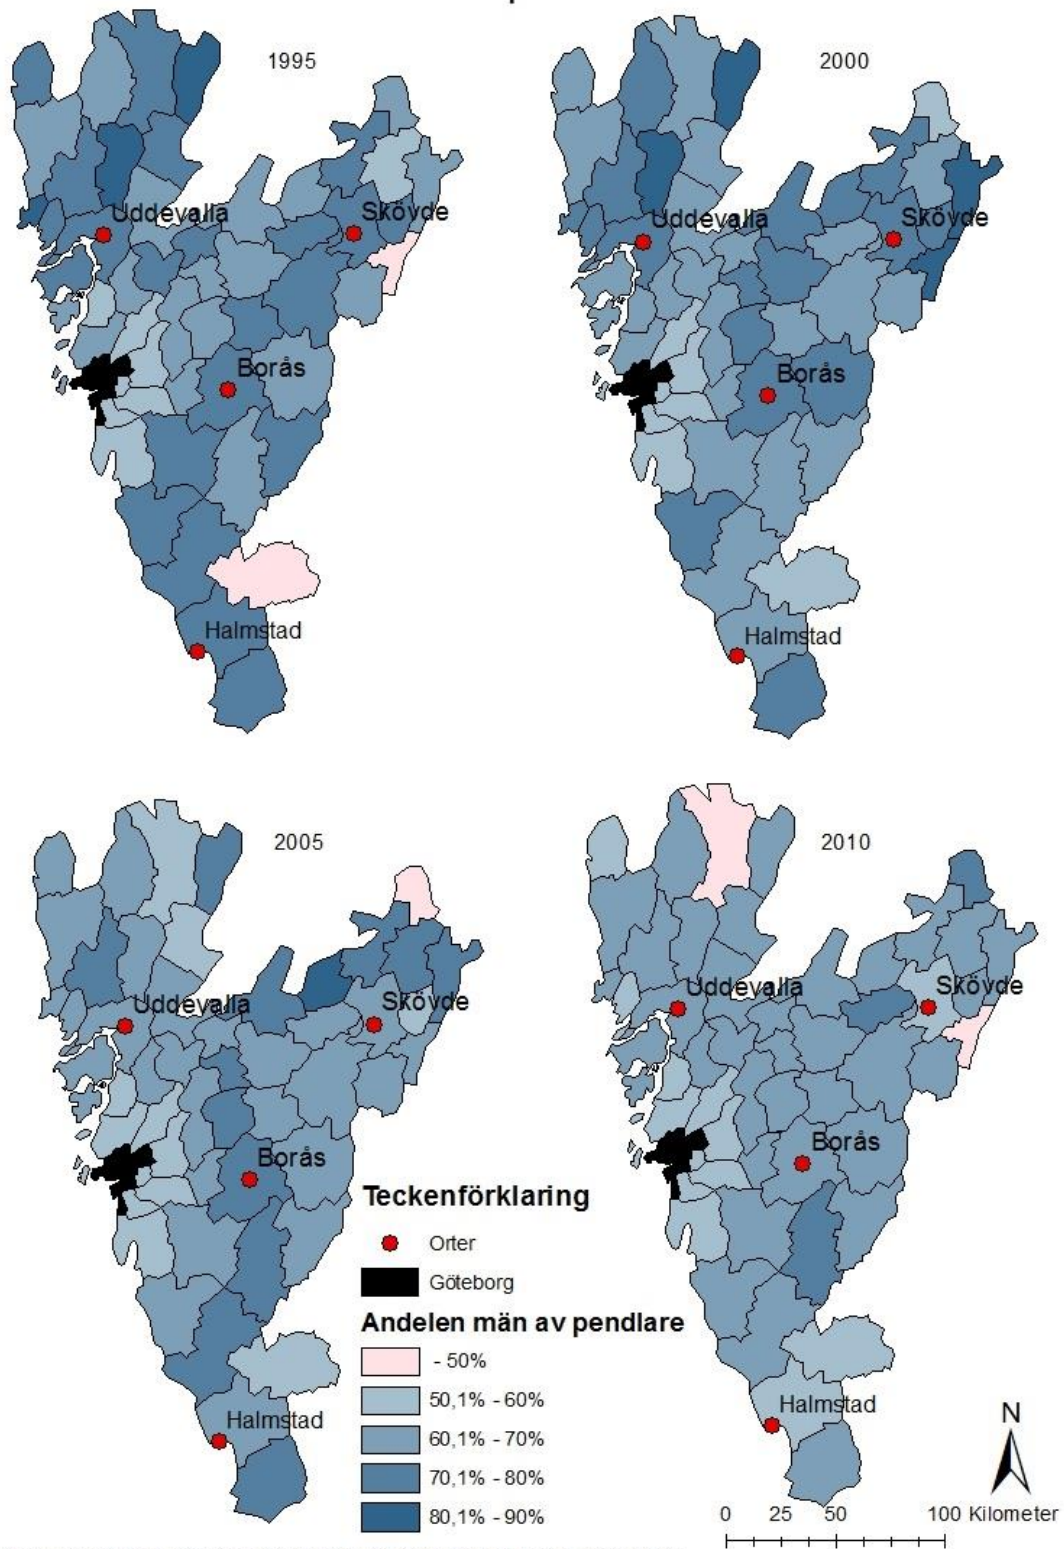 1995
2000
Uddevalla
Skövde
Uddevalla
Skövde
Borås
Borås
Halmstad
Halmstad
2005
2010
Uddevalla
Skövde
Uddevalla
Skövde
Borås
Borås
Teckenförklaring
Orter
Göteborg
Andelen män av pendlare
- 50%
50,1% - 60%
60,1% - 70%
70,1% - 80%
80,1% - 90%
Halmstad
Halmstad
N
0 25 50 100 Kilometer